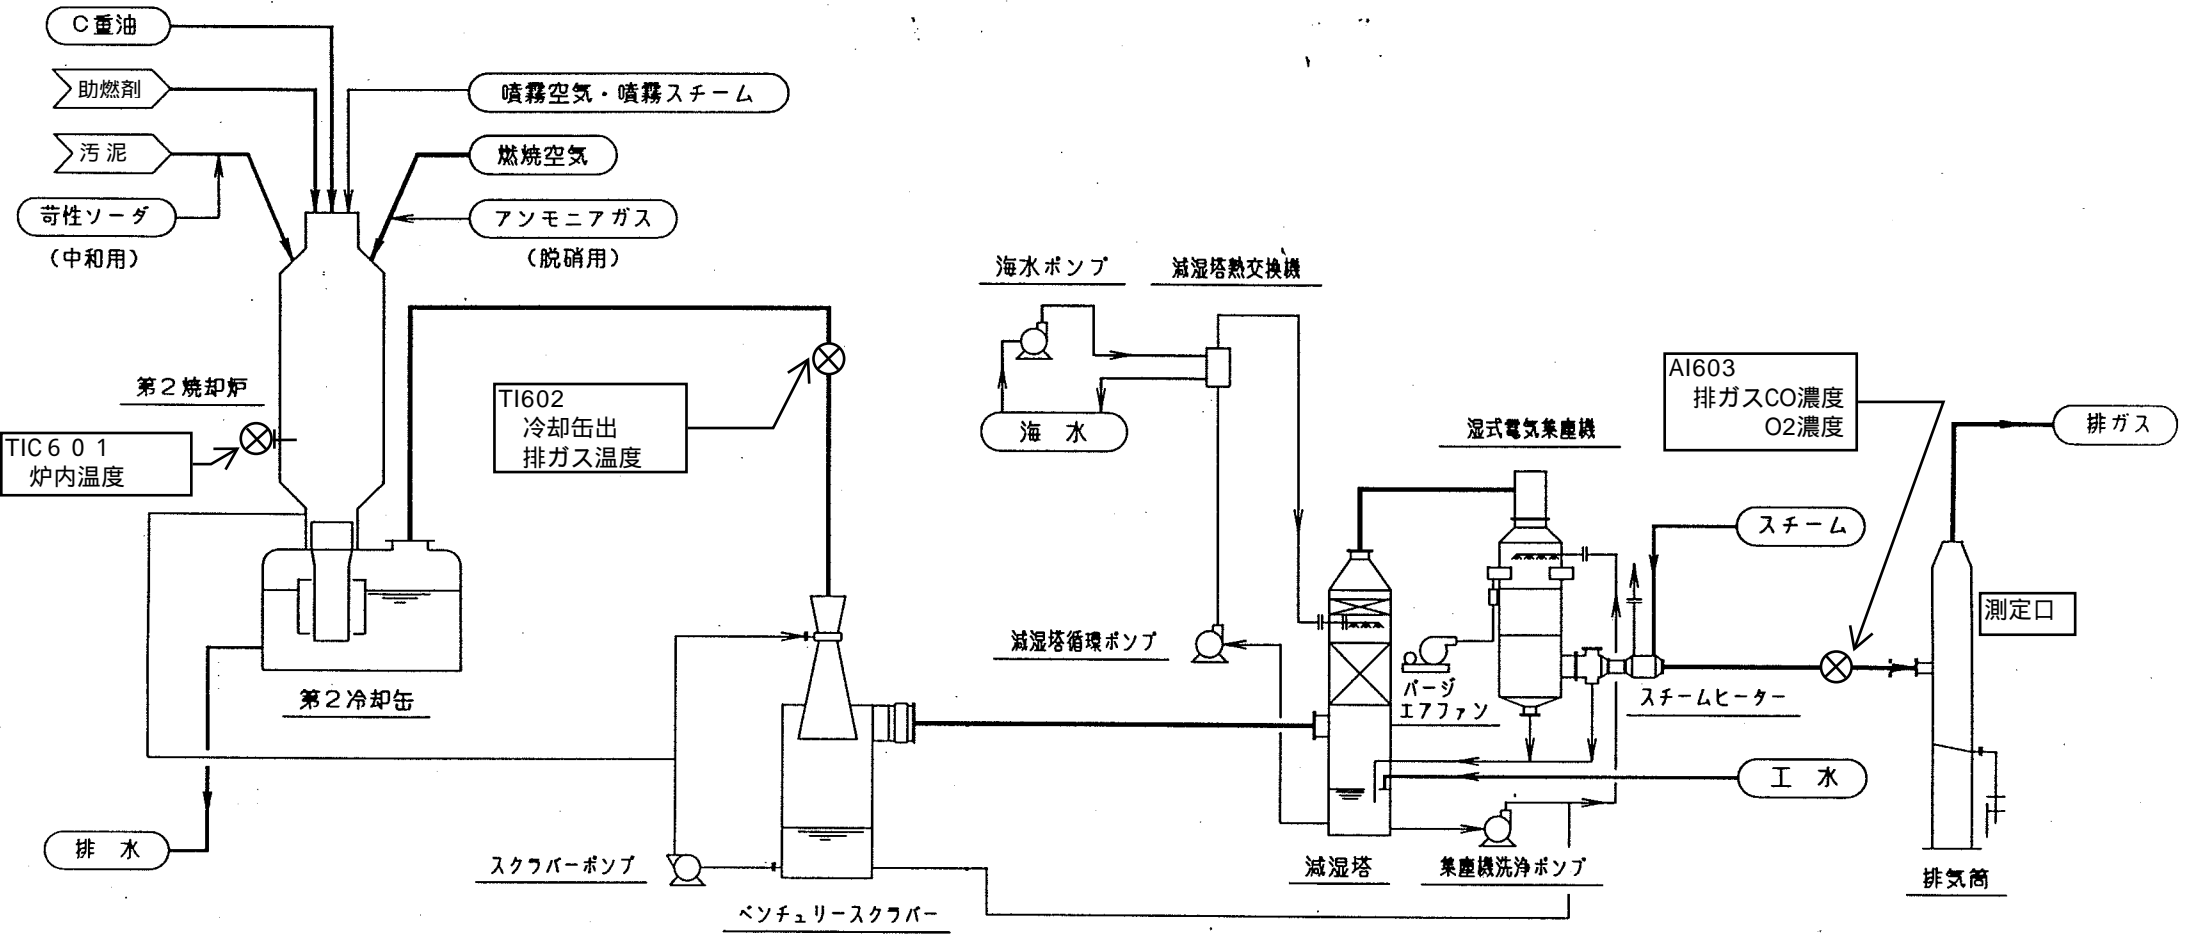 C重油
助燃剤
汚泥
苛性ソーダ
(中和用)
噴霧空気・噴霧スチーム
燃焼空気
アンモニアガス
(脱硝用)
第2焼却炉
TIC601
炉内温度
TI602
冷却缶出
排ガス温度
第2冷却缶
排 水
スクラバーポンプ
ベンチュリースクラバー
海水ポンプ
減湿塔熱交換機
海 水
減湿塔循環ポンプ
湿式電気集塵機
パージ
エアファン
減湿塔
集塵機洗浄ポンプ
AI603
排ガスCO濃度
O2濃度
スチーム
スチームヒーター
工 水
排ガス
測定口
排気筒